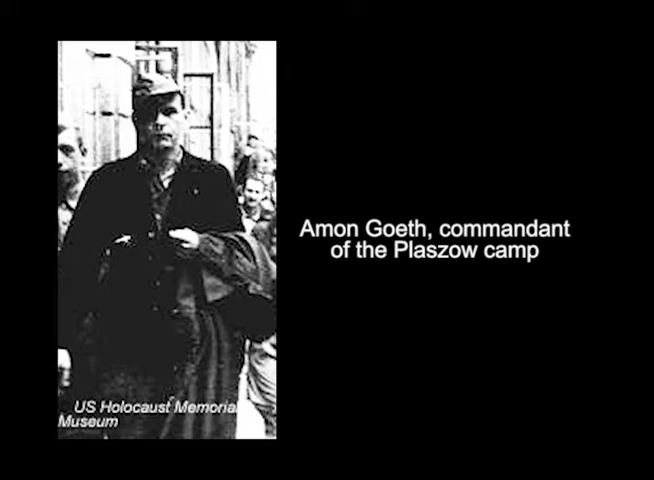 Amon Goeth, commandant
of the Plaszow camp
US Holocaust Memorial
Museum